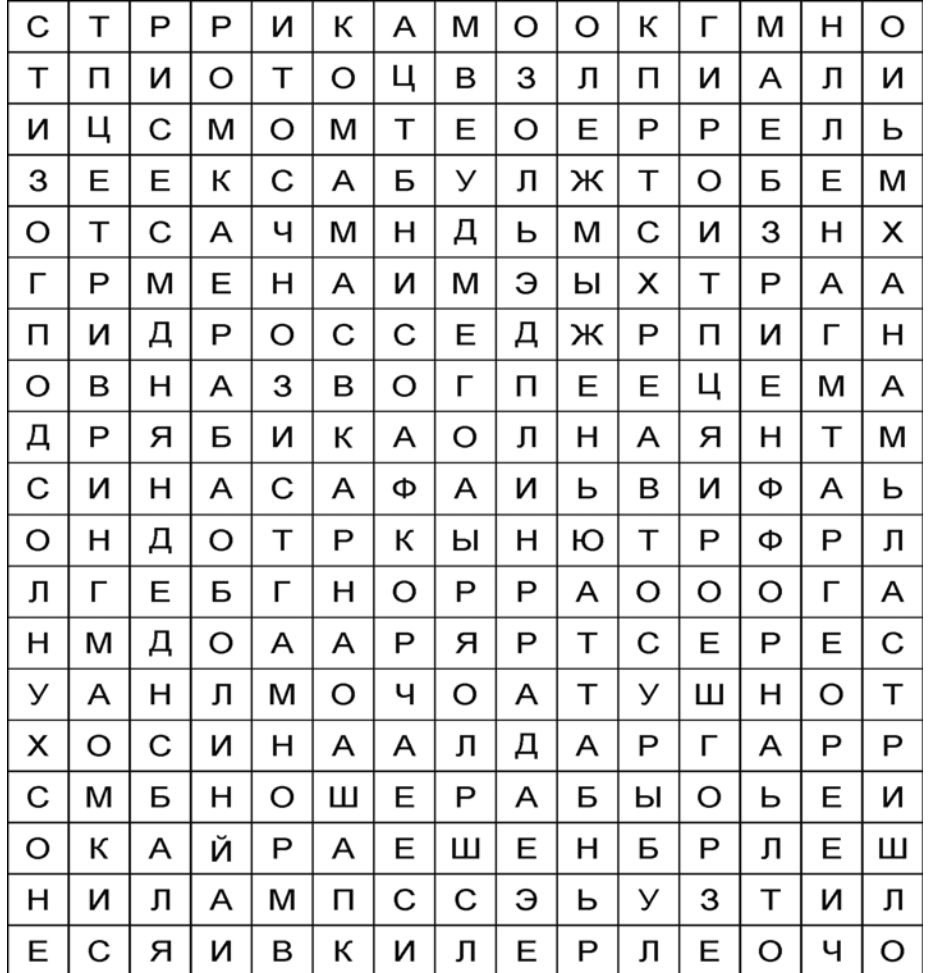 С Т Р Р И К А М О О К Г М Н О
Т П И О Т О Ц В З Л П И А Л И
И Ц С М О М Т Е О Е Р Р Е Л Ь
З Е Е К С А Б У Л Ж Т О Б Е М
О Т С А Ч М Н Д Ь М С И З Н Х
Г Р М Е Н А И М Э Ы Х Т Р А А
П И Д Р О С С Е Д Ж Р П И Г Н
О В Н А З В О Г П Е Е Ц Е М А
Д Р Я Б И К А О Л Н А Я Н Т М
С И Н А С А Ф А И Ь В И Ф А Ь
О Н Д О Т Р К Ы Н Ю Т Р Ф Р Л
Л Г Е Б Г Н О Р Р А О О О Г А
Н М Д О А А Р Я Р Т С Е Р Е С
У А Н Л М О Ч О А Т У Ш Н О Т
Х О С И Н А А Л Д А Р Г А Р Р
С М Б Н О Ш Е Р А Б Ы О Ь Е И
О К А Й Р А Е Ш Е Н Б Р Л Е Ш
Н И Л А М П С С Э Ь У З Т И Л
Е С Я И В К И Л Е Р Л Е О Ч О